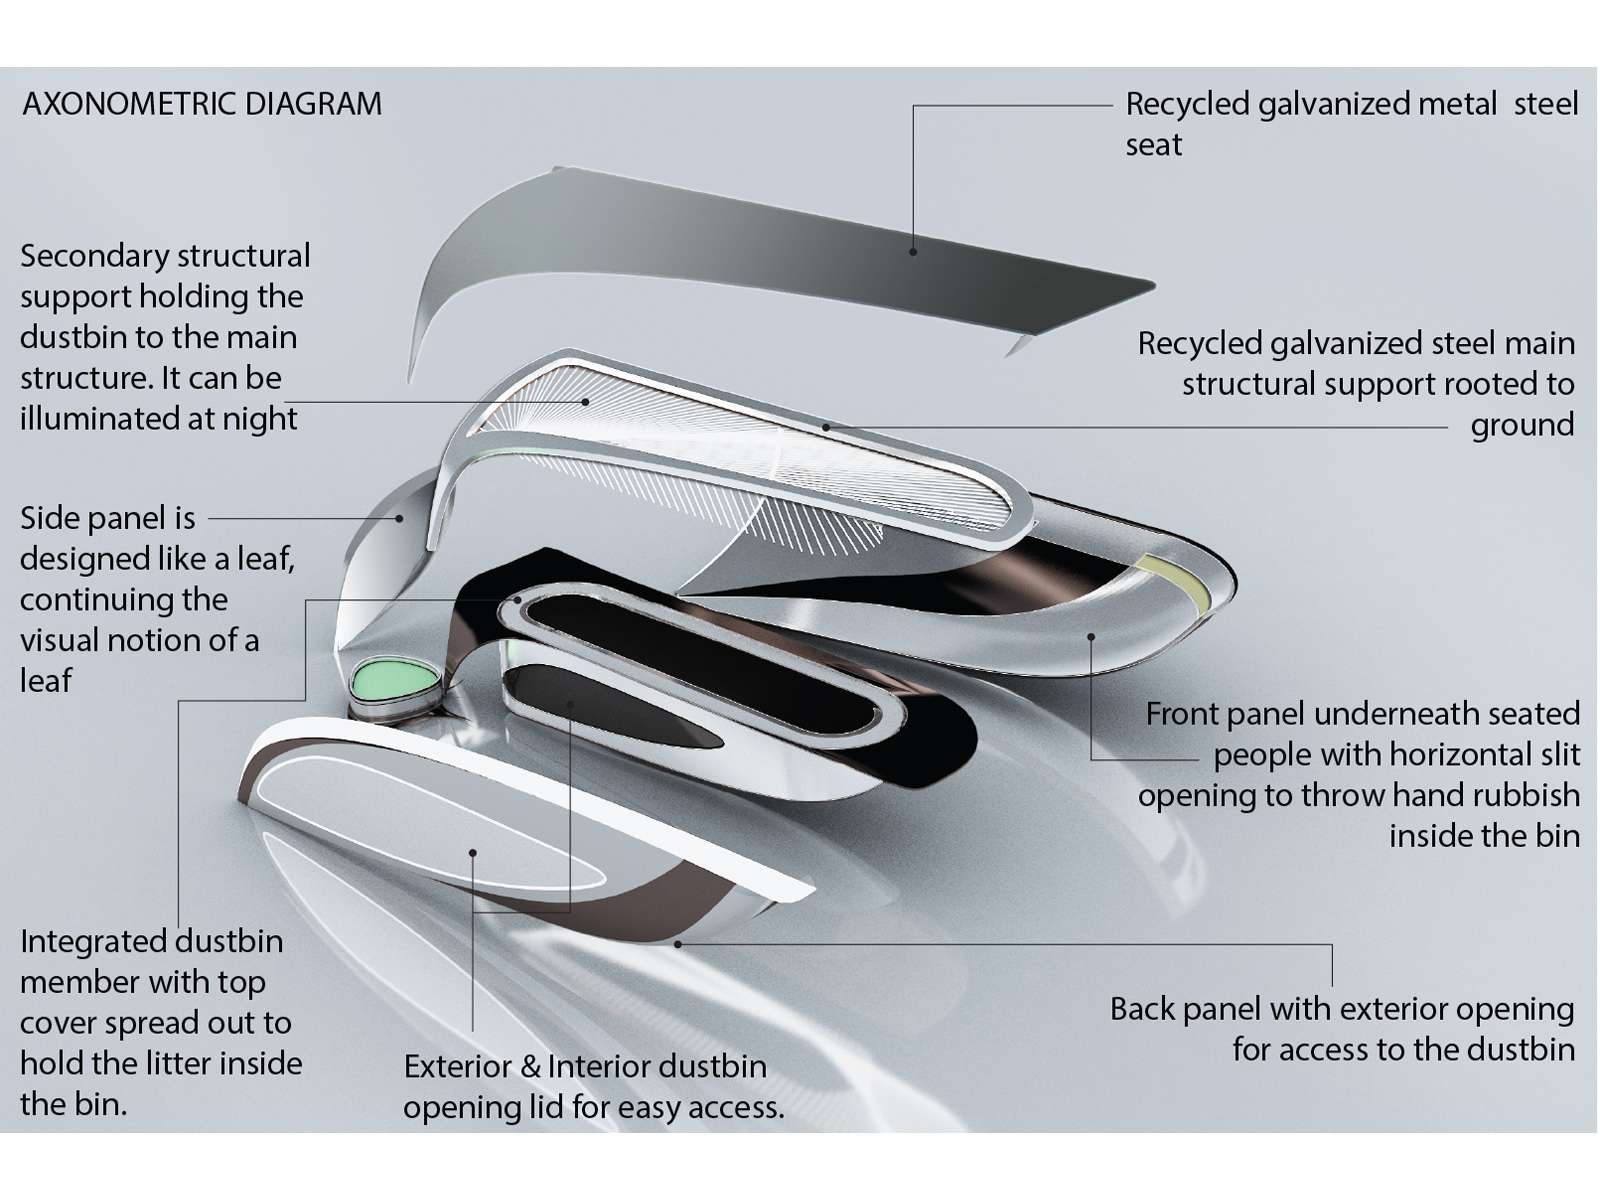 AXONOMETRIC DIAGRAM
Recycled galvanized metal steel
seat
Secondary structural
support holding the
dustbin to the main
structure. It can be
illuminated at night
Recycled galvanized steel main
structural support rooted to
ground
Side panel is
designed like a leaf,
continuing the
visual notion of a
leaf
Front panel underneath seated
people with horizontal slit
opening to throw hand rubbish
inside the bin
Integrated dustbin
member with top
cover spread out to
hold the litter inside
the bin.
Exterior & Interior dustbin
opening lid for easy access.
Back panel with exterior opening
for access to the dustbin